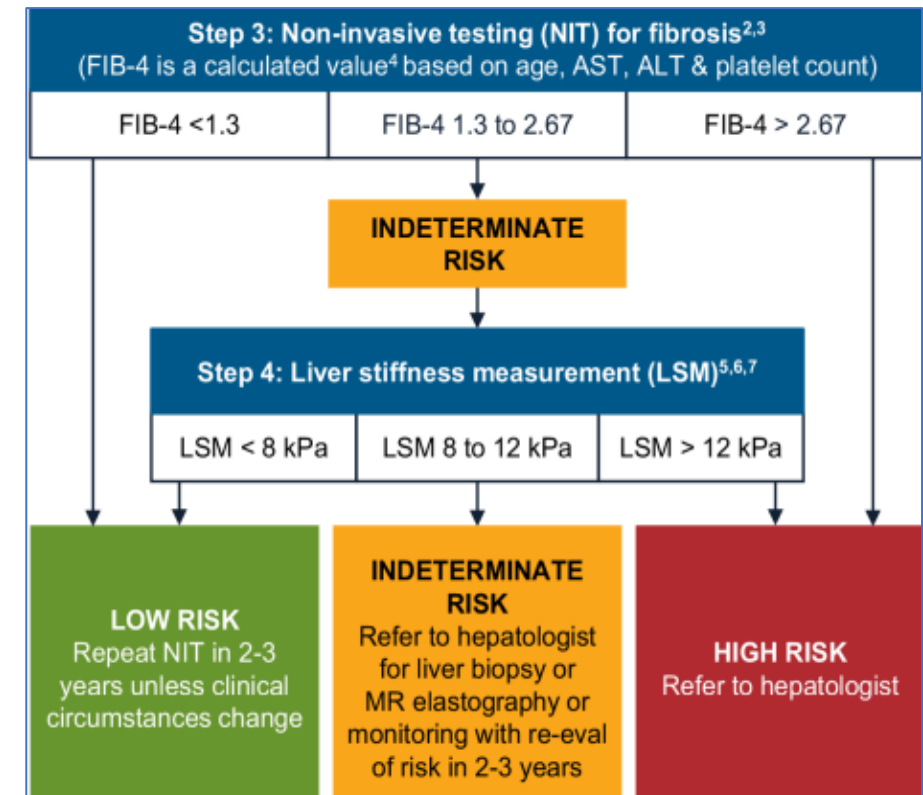 Step 3: Non-invasive testing (NIT) for fibrosis2,3
(FIB-4 is a calculated value4 based on age, AST, ALT & platelet count)
FIB-4 <1.3
FIB-4 1.3 to 2.67
FIB-4 > 2.67
INDETERMINATE
RISK
Step 4: Liver stiffness measurement (LSM)5,6,7
LSM < 8 kPa
LSM 8 to 12 kPa
LSM > 12 kPa
LOW RISK
Repeat NIT in 2-3
years unless clinical
circumstances change
INDETERMINATE
RISK
Refer to hepatologist
for liver biopsy or
MR elastography or
monitoring with re-eval
of risk in 2-3 years
HIGH RISK
Refer to hepatologist